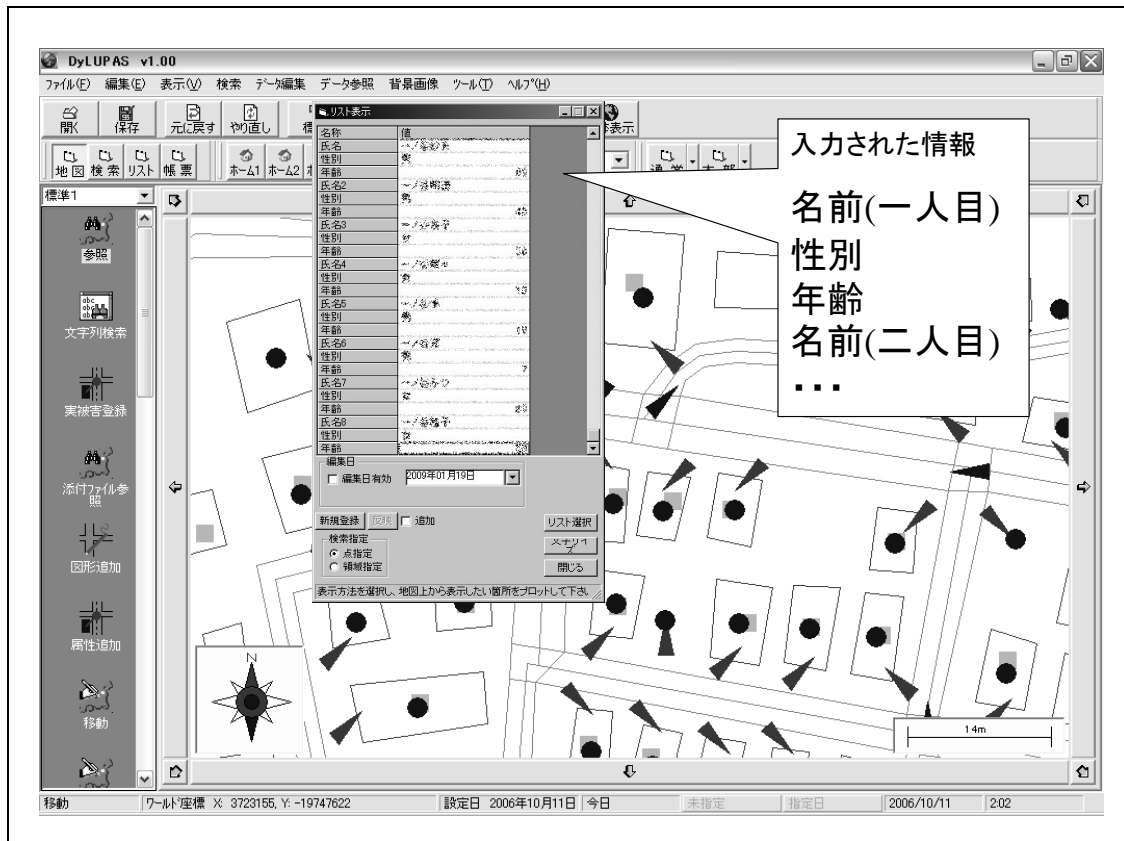 DyLUPAS v1.00
ファイル(F) 編集(E) 表示(V) 検索 データ編集 データ参照 背景画像 ツール(T) ヘルプ(H)
開く 保存 元に戻す やり直し
地図 検索 リスト 帳票 ホーム1 ホーム2
標準1
参照
文字列検索
実被害登録
添付ファイル参
照
図形追加
属性追加
移動
リスト表示
名称 値
氏名
性別
年齢
氏名2
性別
年齢
氏名3
性別
年齢
氏名4
性別
年齢
氏名5
性別
年齢
氏名6
性別
年齢
氏名7
性別
年齢
氏名8
性別
年齢
編集日
編集日有効 2009年01月19日
新規登録 反映 追加 リスト選択
検索指定
点指定
領域指定 閉じる
表示方法を選択し、地図上から表示したい箇所をプロットして下さ
入力された情報
名前(一人目)
性別
年齢
名前(二人目)
・・・
N
14m
移動 ワールド座標 X: 3723155, Y: -19747622 設定日 2006年10月11日 今日 未指定 指定日 2006/10/11 2:02